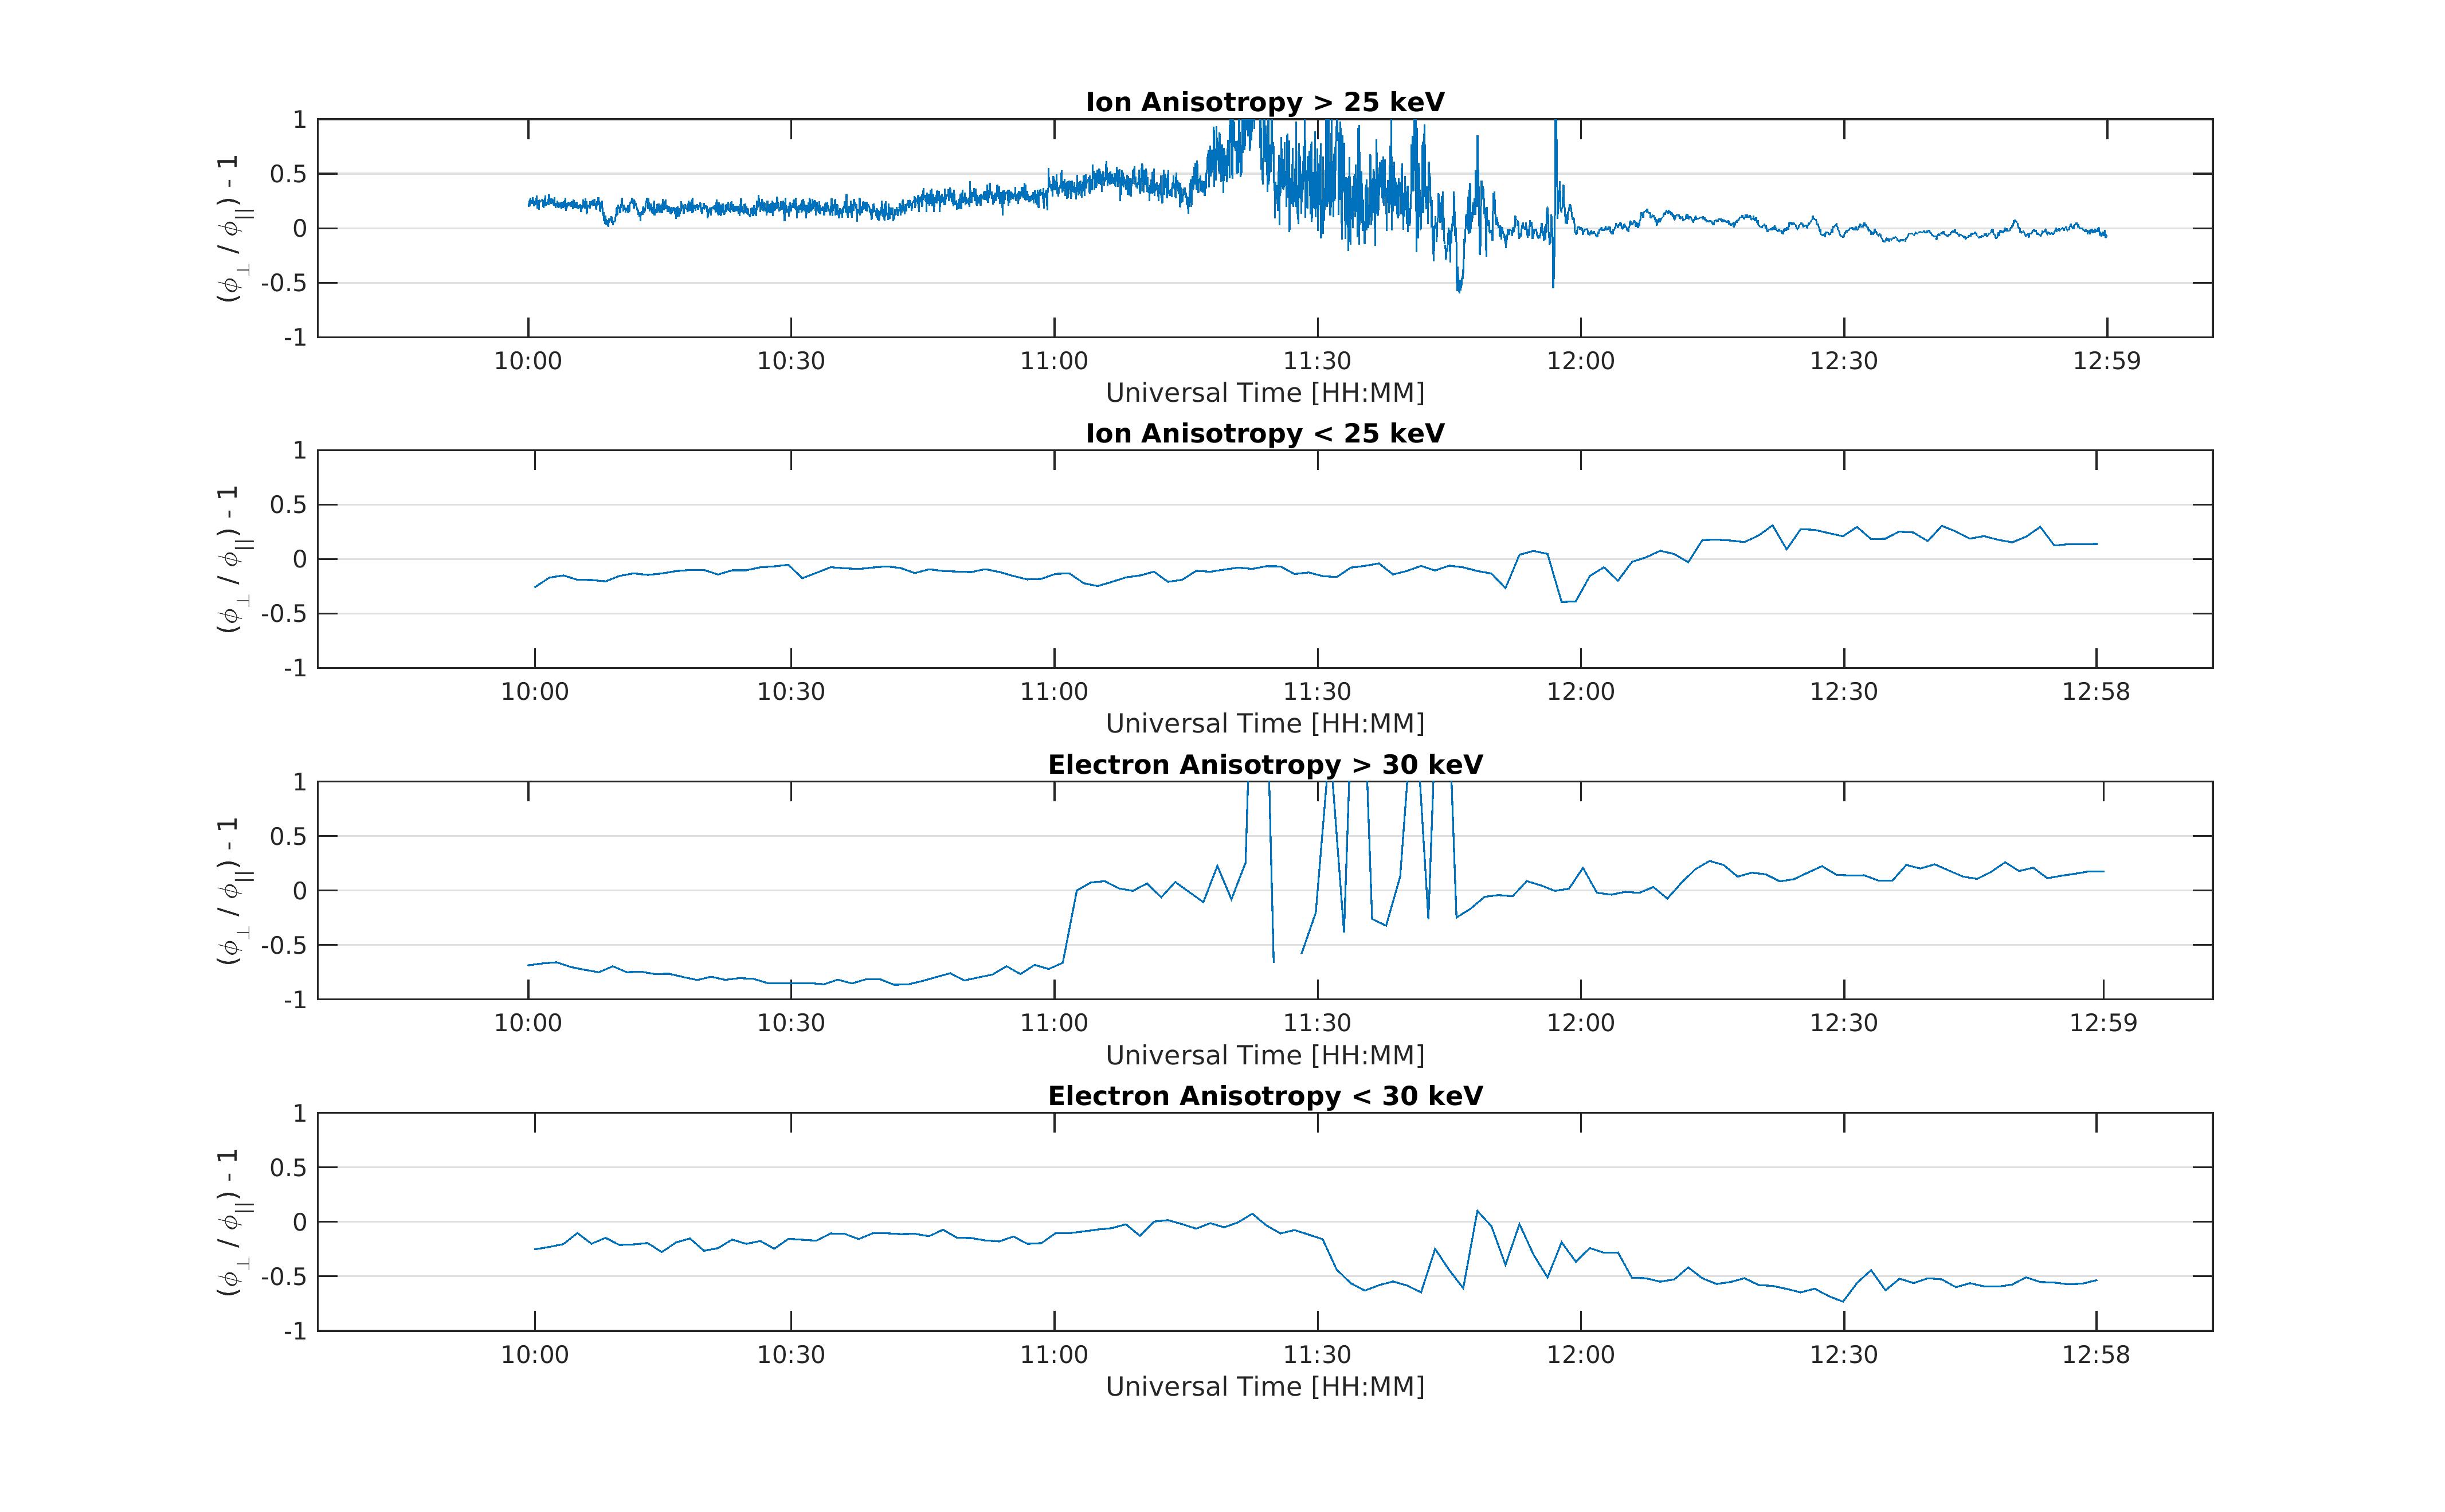 Ion Anisotropy > 25 keV
(ϕ⊥ / ϕ||) - 1
1
0.5
0
-0.5
-1
10:00 10:30 11:00 11:30 12:00 12:30 12:59
Universal Time [HH:MM]
Ion Anisotropy < 25 keV
(ϕ⊥ / ϕ||) - 1
1
0.5
0
-0.5
-1
10:00 10:30 11:00 11:30 12:00 12:30 12:58
Universal Time [HH:MM]
Electron Anisotropy > 30 keV
(ϕ⊥ / ϕ||) - 1
1
0.5
0
-0.5
-1
10:00 10:30 11:00 11:30 12:00 12:30 12:59
Universal Time [HH:MM]
Electron Anisotropy < 30 keV
(ϕ⊥ / ϕ||) - 1
1
0.5
0
-0.5
-1
10:00 10:30 11:00 11:30 12:00 12:30 12:58
Universal Time [HH:MM]